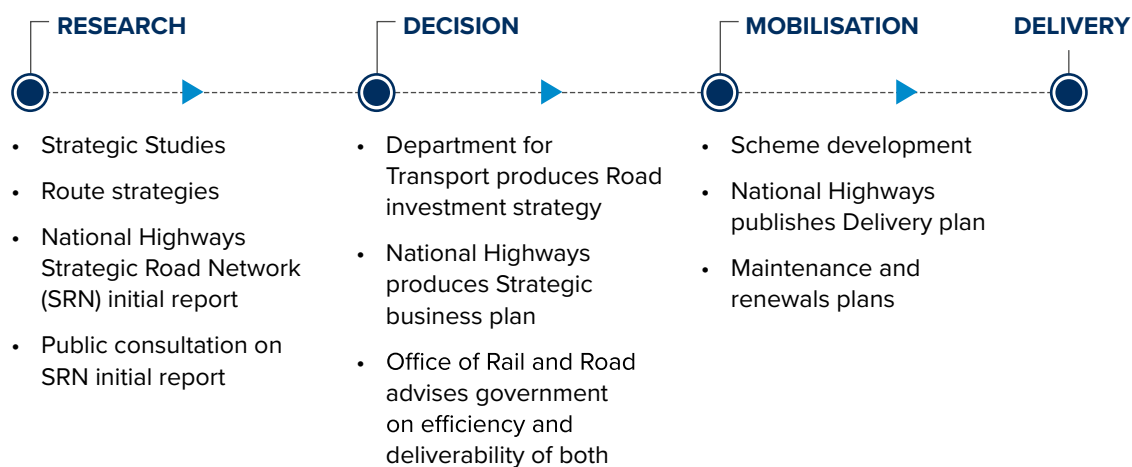 RESEARCH
• Strategic Studies
• Route strategies
• National Highways
Strategic Road Network
(SRN) initial report
• Public consultation on
SRN initial report
DECISION
• Department for
Transport produces Road
investment strategy
• National Highways
produces Strategic
business plan
• Office of Rail and Road
advises government
on efficiency and
deliverability of both
MOBILISATION
• Scheme development
• National Highways
publishes Delivery plan
• Maintenance and
renewals plans
DELIVERY